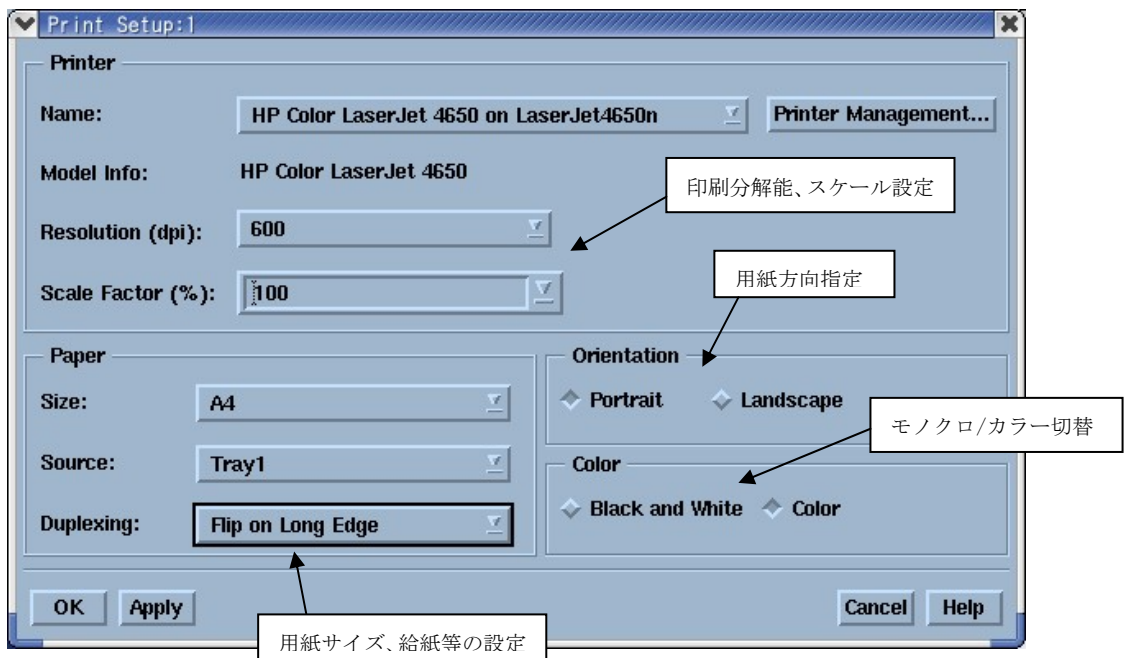 Print Setup:1
Printer
Name: HP Color LaserJet 4650 on LaserJet4650n Printer Management...
Model Info: HP Color LaserJet 4650
印刷分解能、スケール設定
Resolution (dpi): 600
用紙方向指定
Scale Factor (%): 100
Paper
Size: A4
Source: Tray1
Duplexing: Flip on Long Edge
Orientation
Portrait Landscape
モノクロ/カラー切替
Color
Black and White Color
OK Apply Cancel Help
用紙サイズ、給紙等の設定